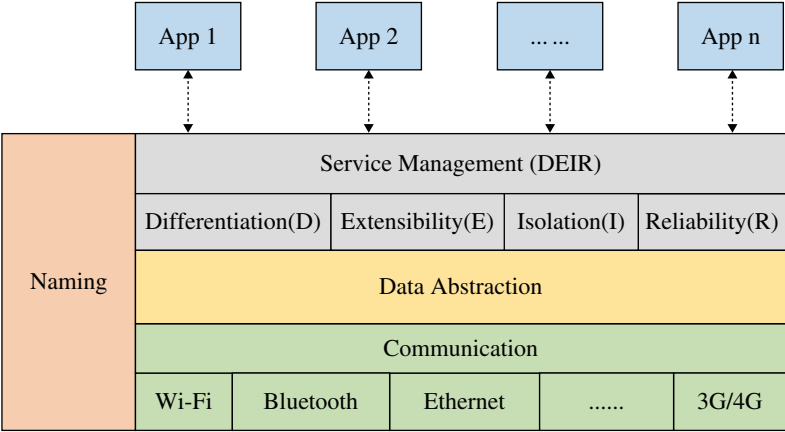 App 1
App 2
... ...
App n
Service Management (DEIR)
Differentiation(D)
Extensibility(E)
Isolation(I)
Reliability(R)
Naming
Data Abstraction
Communication
Wi-Fi
Bluetooth
Ethernet
......
3G/4G